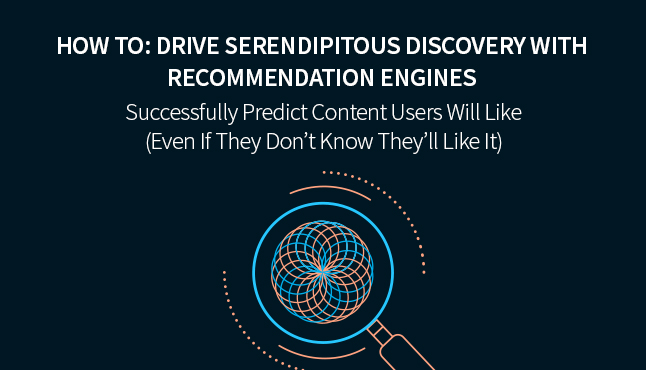 HOW TO: DRIVE SERENDIPITOUS DISCOVERY WITH
RECOMMENDATION ENGINES
Successfully Predict Content Users Will Like
(Even If They Don’t Know They’ll Like It)